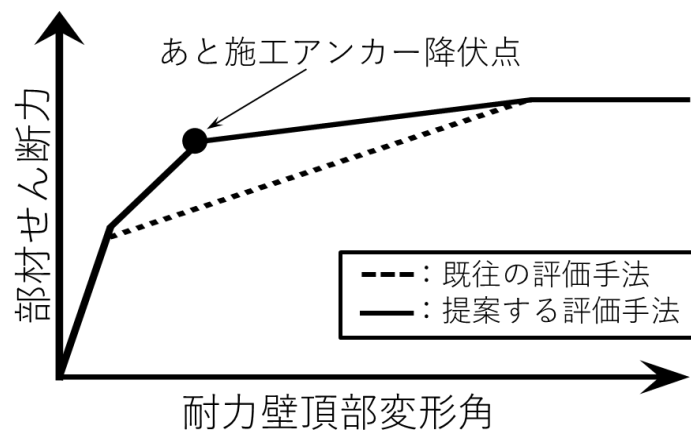 あと施工アンカー降伏点
部材せん断力
：既往の評価手法
：提案する評価手法
耐力壁頂部変形角